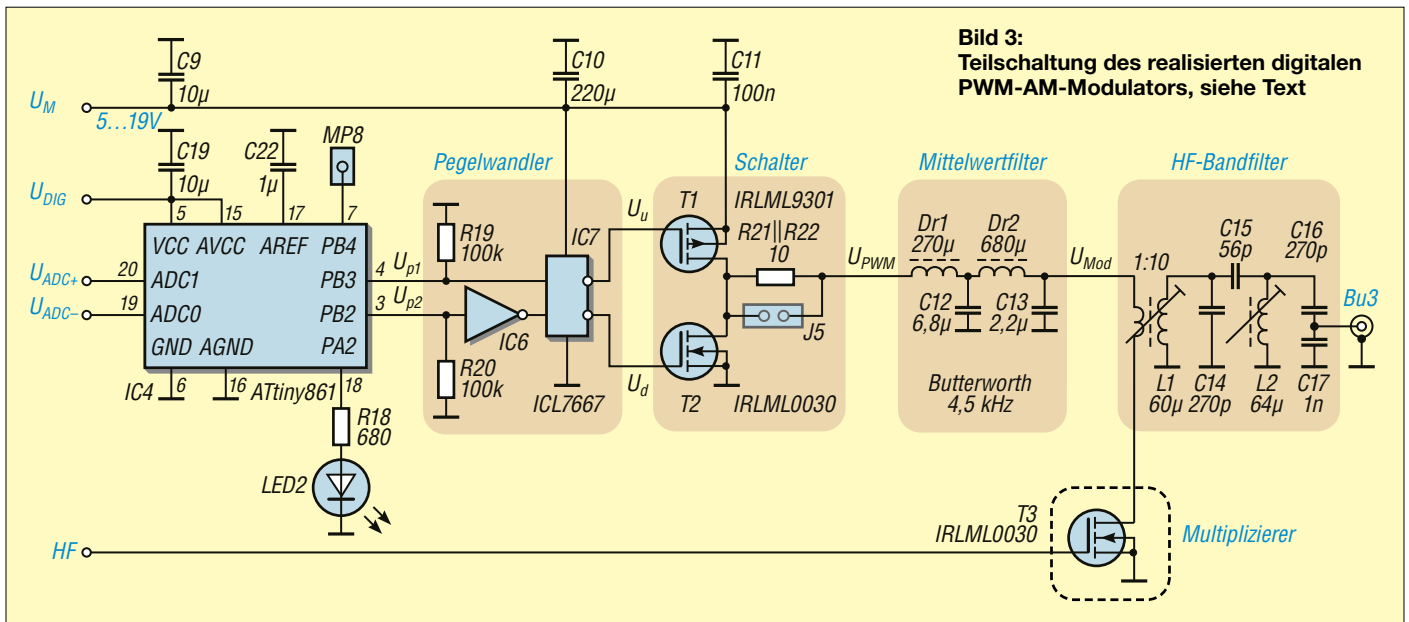 Bild 3:
Teilschaltung des realisierten digitalen
PWM-AM-Modulators, siehe Text
C9
10µ
C10
220µ
C11
100n
U_M
5…19V
C19
10µ
C22
1µ
MP8
U_DIG
5
15
17
7
VCC AVCC AREF PB4
U_ADC+
20
ADC1
PB3
4
U_p1
U_ADC–
19
ADC0
PB2
3
U_p2
GND AGND
PA2
IC4
6
16
ATtiny861
18
R18
680
LED2
Pegelwandler
R19
100k
IC7
IC6
R20
100k
ICL7667
U_u
U_d
Schalter
T1
IRLML9301
R21||R22
10
J5
T2
IRLML0030
U_PWM
Mittelwertfilter
Dr1
270µ
Dr2
680µ
C12
6,8µ
C13
2,2µ
Butterworth
4,5 kHz
U_Mod
HF-Bandfilter
1:10
C15
56p
C16
270p
Bu3
L1
60µ
C14
270p
L2
64µ
C17
1n
HF
T3
IRLML0030
Multiplizierer